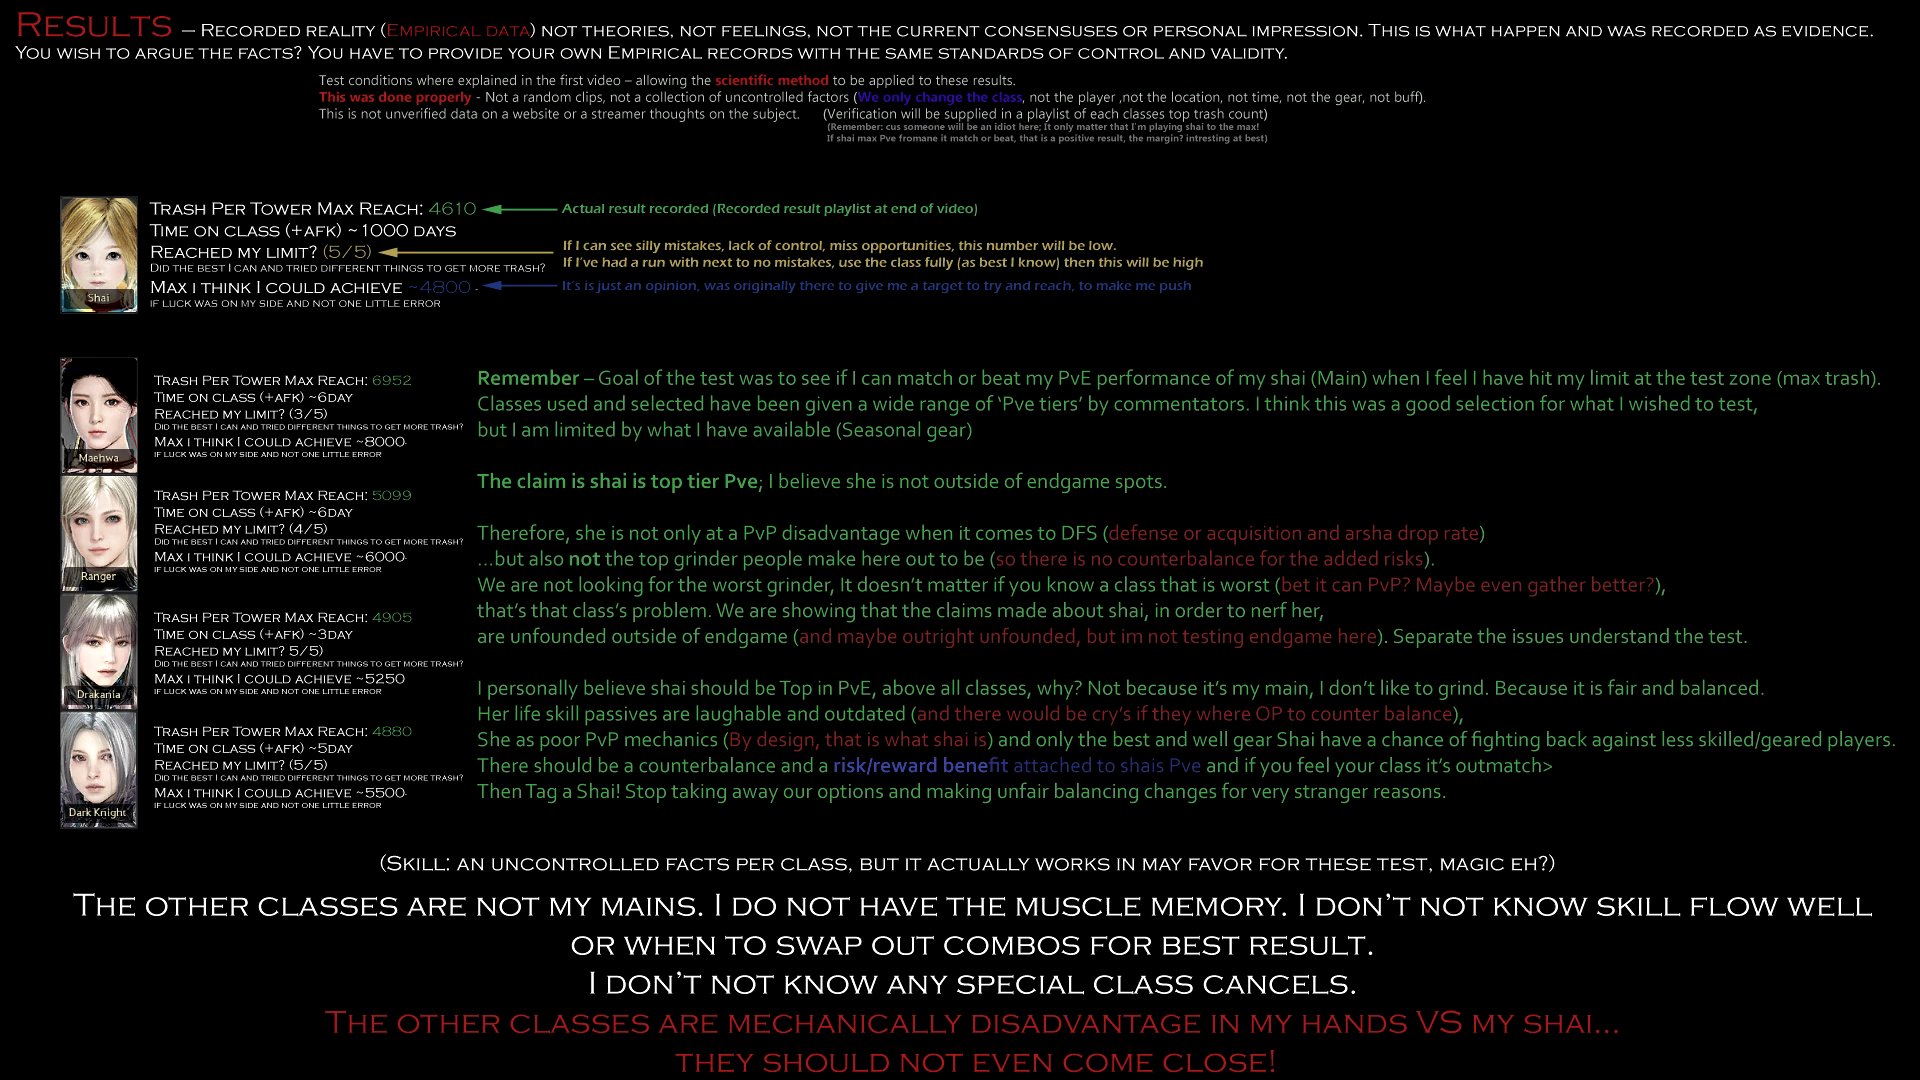 Results – Recorded reality (Empirical data) not theories, not feelings, not the current consensuses or personal impression. This is what happen and was recorded as evidence.
You wish to argue the facts? You have to provide your own Empirical records with the same standards of control and validity.
Test conditions where explained in the first video – allowing the scientific method to be applied to these results.
This was done properly - Not a random clips, not a collection of uncontrolled factors (We only change the class, not the player ,not the location, not time, not the gear, not buff).
This is not unverified data on a website or a streamer thoughts on the subject. (Verification will be supplied in a playlist of each classes top trash count)
(Remember: cus someone will be an idiot here; It only matter that I'm playing shai to the max!
If shai max Pve fromane it match or beat, that is a positive result, the margin? intresting at best)
Trash Per Tower Max Reach: 4610
Actual result recorded (Recorded result playlist at end of video)
Time on class (+afk) ~ 1000 days
Reached my limit? (5/5)
If I can see silly mistakes, lack of control, miss opportunities, this number will be low.
If I've had a run with next to no mistakes, use the class fully (as best I know) then this will be high
Did the best I can and tried different things to get more trash?
Max i think I could achieve ~4800 -
It's is just an opinion, was originally there to give me a target to try and reach, to make me push
if luck was on my side and not one little error
Shai
Trash Per Tower Max Reach: 6952
Time on class (+afk) ~6day
Reached my limit? (3/5)
Did the best I can and tried different things to get more trash?
Max i think I could achieve ~8000-
if luck was on my side and not one little error
Maehwa
Trash Per Tower Max Reach: 5099
Time on class (+afk) ~6day
Reached my limit? (4/5)
Did the best I can and tried different things to get more trash?
Max i think I could achieve ~6000-
if luck was on my side and not one little error
Ranger
Trash Per Tower Max Reach: 4905
Time on class (+afk) ~3day
Reached my limit? 5/5)
Did the best I can and tried different things to get more trash?
Max i think I could achieve ~5250
if luck was on my side and not one little error
Drakania
Trash Per Tower Max Reach: 4880
Time on class (+afk) ~5day
Reached my limit? (5/5)
Did the best I can and tried different things to get more trash?
Max i think I could achieve ~5500-
if luck was on my side and not one little error
Dark Knight
Remember – Goal of the test was to see if I can match or beat my PvE performance of my shai (Main) when I feel I have hit my limit at the test zone (max trash).
Classes used and selected have been given a wide range of ‘Pve tiers’ by commentators. I think this was a good selection for what I wished to test,
but I am limited by what I have available (Seasonal gear)
The claim is shai is top tier Pve; I believe she is not outside of endgame spots.
Therefore, she is not only at a PvP disadvantage when it comes to DFS (defense or acquisition and arsha drop rate)
...but also not the top grinder people make here out to be (so there is no counterbalance for the added risks).
We are not looking for the worst grinder, It doesn't matter if you know a class that is worst (bet it can PvP? Maybe even gather better?),
that's that class's problem. We are showing that the claims made about shai, in order to nerf her,
are unfounded outside of endgame (and maybe outright unfounded, but im not testing endgame here). Separate the issues understand the test.
I personally believe shai should be Top in PvE, above all classes, why? Not because it's my main, I don't like to grind. Because it is fair and balanced.
Her life skill passives are laughable and outdated (and there would be cry's if they where OP to counter balance),
She as poor PvP mechanics (By design, that is what shai is) and only the best and well gear Shai have a chance of fighting back against less skilled/geared players.
There should be a counterbalance and a risk/reward benefit attached to shais Pve and if you feel your class it's outmatch>
Then Tag a Shai! Stop taking away our options and making unfair balancing changes for very stranger reasons.
(Skill: an uncontrolled facts per class, but it actually works in may favor for these test, magic eh?)
The other classes are not my mains. I do not have the muscle memory. I don't not know skill flow well
or when to swap out combos for best result.
I don't not know any special class cancels.
The other classes are mechanically disadvantage in my hands VS my shai...
they should not even come close!